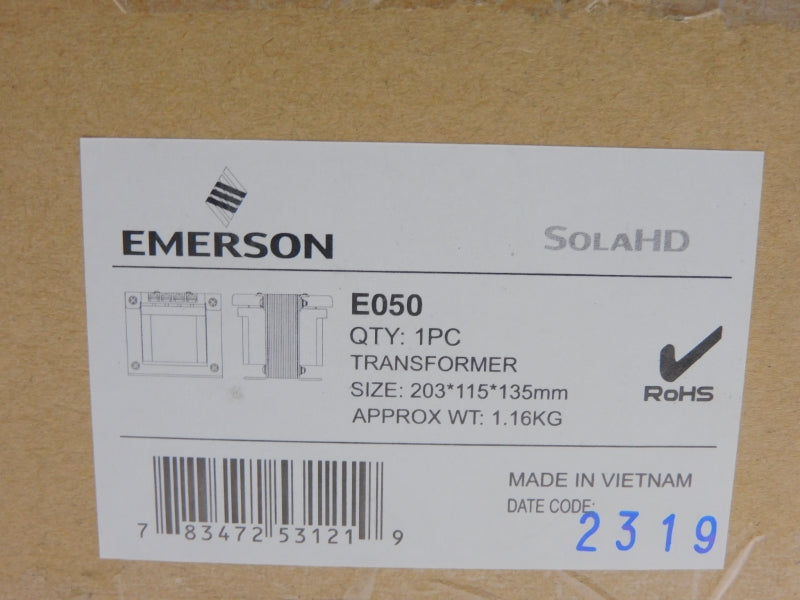 EMERSON
SOLAHD
E050
QTY: 1PC
TRANSFORMER
SIZE: 203*115*135mm
APPROX WT: 1.16KG
RoHS
7 83472 53121 9
MADE IN VIETNAM
DATE CODE:
2319